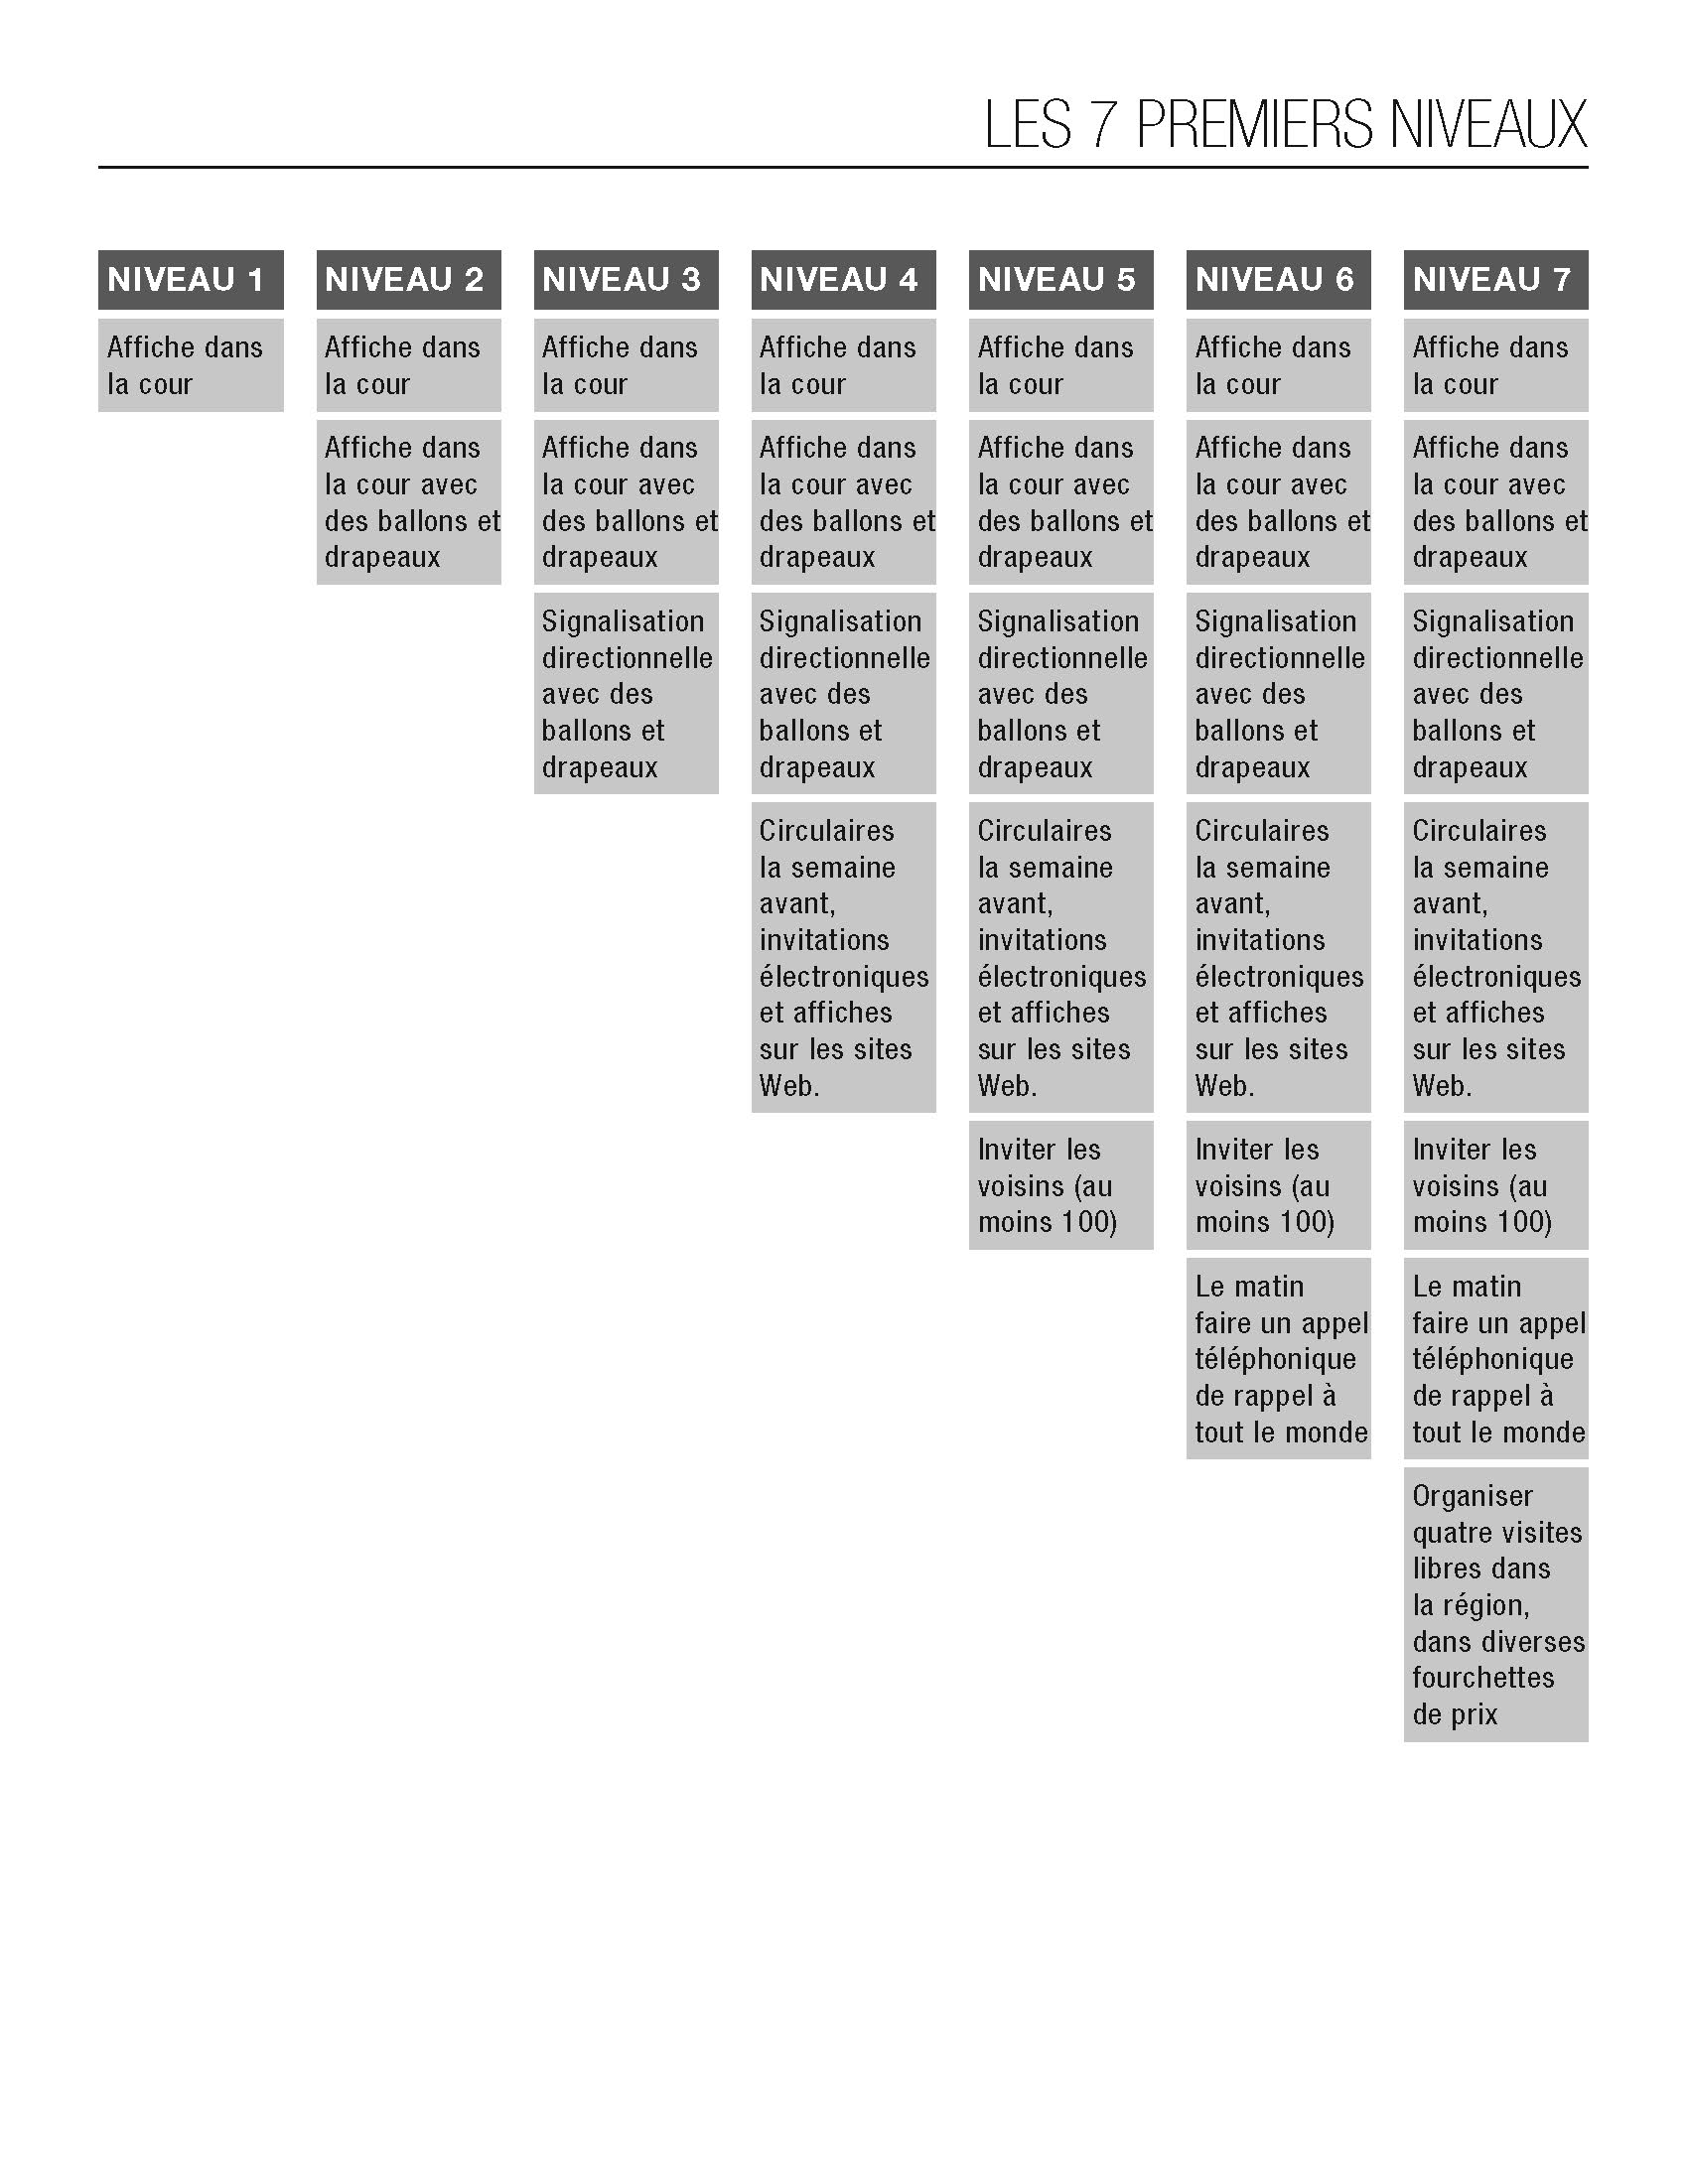 LES 7 PREMIERS NIVEAUX
NIVEAU 1
Affiche dans
la cour
NIVEAU 2
Affiche dans
la cour
Affiche dans
la cour avec
des ballons et
drapeaux
NIVEAU 3
Affiche dans
la cour
Affiche dans
la cour avec
des ballons et
drapeaux
Signalisation
directionnelle
avec des
ballons et
drapeaux
NIVEAU 4
Affiche dans
la cour
Affiche dans
la cour avec
des ballons et
drapeaux
Signalisation
directionnelle
avec des
ballons et
drapeaux
Circulaires
la semaine
avant,
invitations
électroniques
et affiches
sur les sites
Web.
NIVEAU 5
Affiche dans
la cour
Affiche dans
la cour avec
des ballons et
drapeaux
Signalisation
directionnelle
avec des
ballons et
drapeaux
Circulaires
la semaine
avant,
invitations
électroniques
et affiches
sur les sites
Web.
Inviter les
voisins (au
moins 100)
NIVEAU 6
Affiche dans
la cour
Affiche dans
la cour avec
des ballons et
drapeaux
Signalisation
directionnelle
avec des
ballons et
drapeaux
Circulaires
la semaine
avant,
invitations
électroniques
et affiches
sur les sites
Web.
Inviter les
voisins (au
moins 100)
Le matin
faire un appel
téléphonique
de rappel à
tout le monde
NIVEAU 7
Affiche dans
la cour
Affiche dans
la cour avec
des ballons et
drapeaux
Signalisation
directionnelle
avec des
ballons et
drapeaux
Circulaires
la semaine
avant,
invitations
électroniques
et affiches
sur les sites
Web.
Inviter les
voisins (au
moins 100)
Le matin
faire un appel
téléphonique
de rappel à
tout le monde
Organiser
quatre visites
libres dans
la région,
dans diverses
fourchettes
de prix